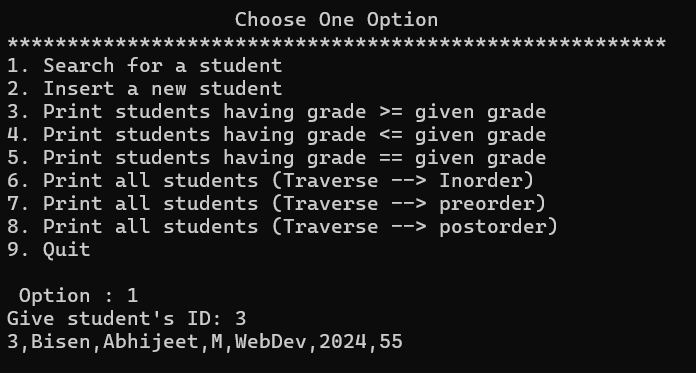 Choose One Option
*******************************************************
1. Search for a student
2. Insert a new student
3. Print students having grade >= given grade
4. Print students having grade <= given grade
5. Print students having grade == given grade
6. Print all students (Traverse --> Inorder)
7. Print all students (Traverse --> preorder)
8. Print all students (Traverse --> postorder)
9. Quit
Option : 1
Give student's ID: 3
3,Bisen,Abhijeet,M,WebDev,2024,55